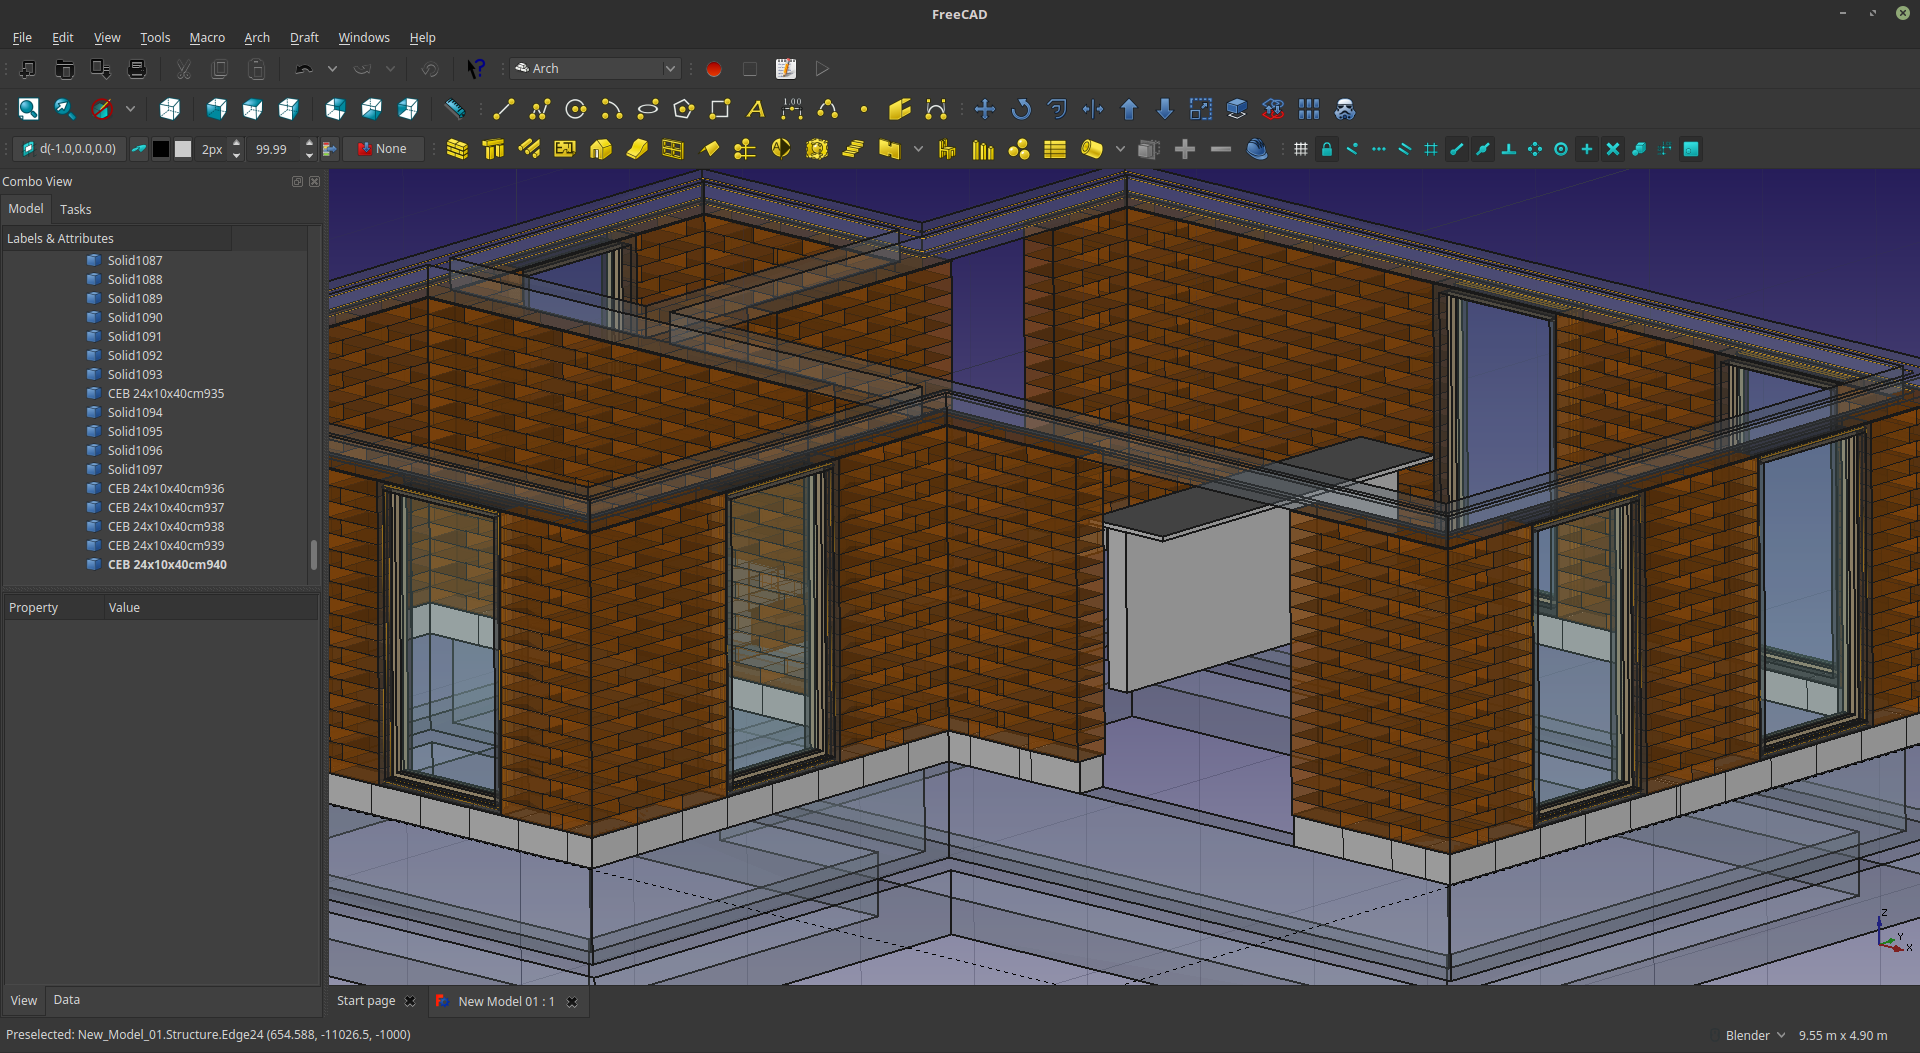 FreeCAD
File Edit View Tools Macro Arch Draft Windows Help
Arch
1.00
d(-1.0,0.0,0.0) 2px 99.99 None
Combo View
Model Tasks
Labels & Attributes
Solid1087
Solid1088
Solid1089
Solid1090
Solid1091
Solid1092
Solid1093
CEB 24x10x40cm935
Solid1094
Solid1095
Solid1096
Solid1097
CEB 24x10x40cm936
CEB 24x10x40cm937
CEB 24x10x40cm938
CEB 24x10x40cm939
CEB 24x10x40cm940
Property Value
Z
Y
X
View Data
Start page New Model 01 : 1
Preselected: New_Model_01.Structure.Edge24 (654.588, -11026.5, -1000)
Blender 9.55 m x 4.90 m